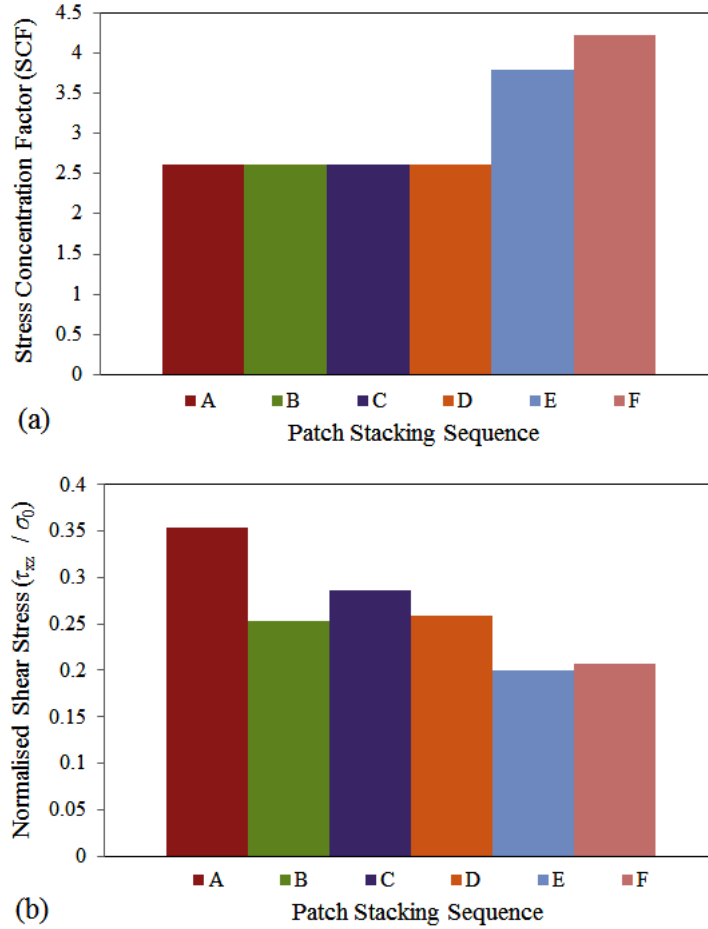 Stress Concentration Factor (SCF)
4.5
4
3.5
3
2.5
2
1.5
1
0.5
0
A B C D E F
(a)
Patch Stacking Sequence
Normalised Shear Stress (τxz / σ0)
0.4
0.35
0.3
0.25
0.2
0.15
0.1
0.05
0
A B C D E F
(b)
Patch Stacking Sequence